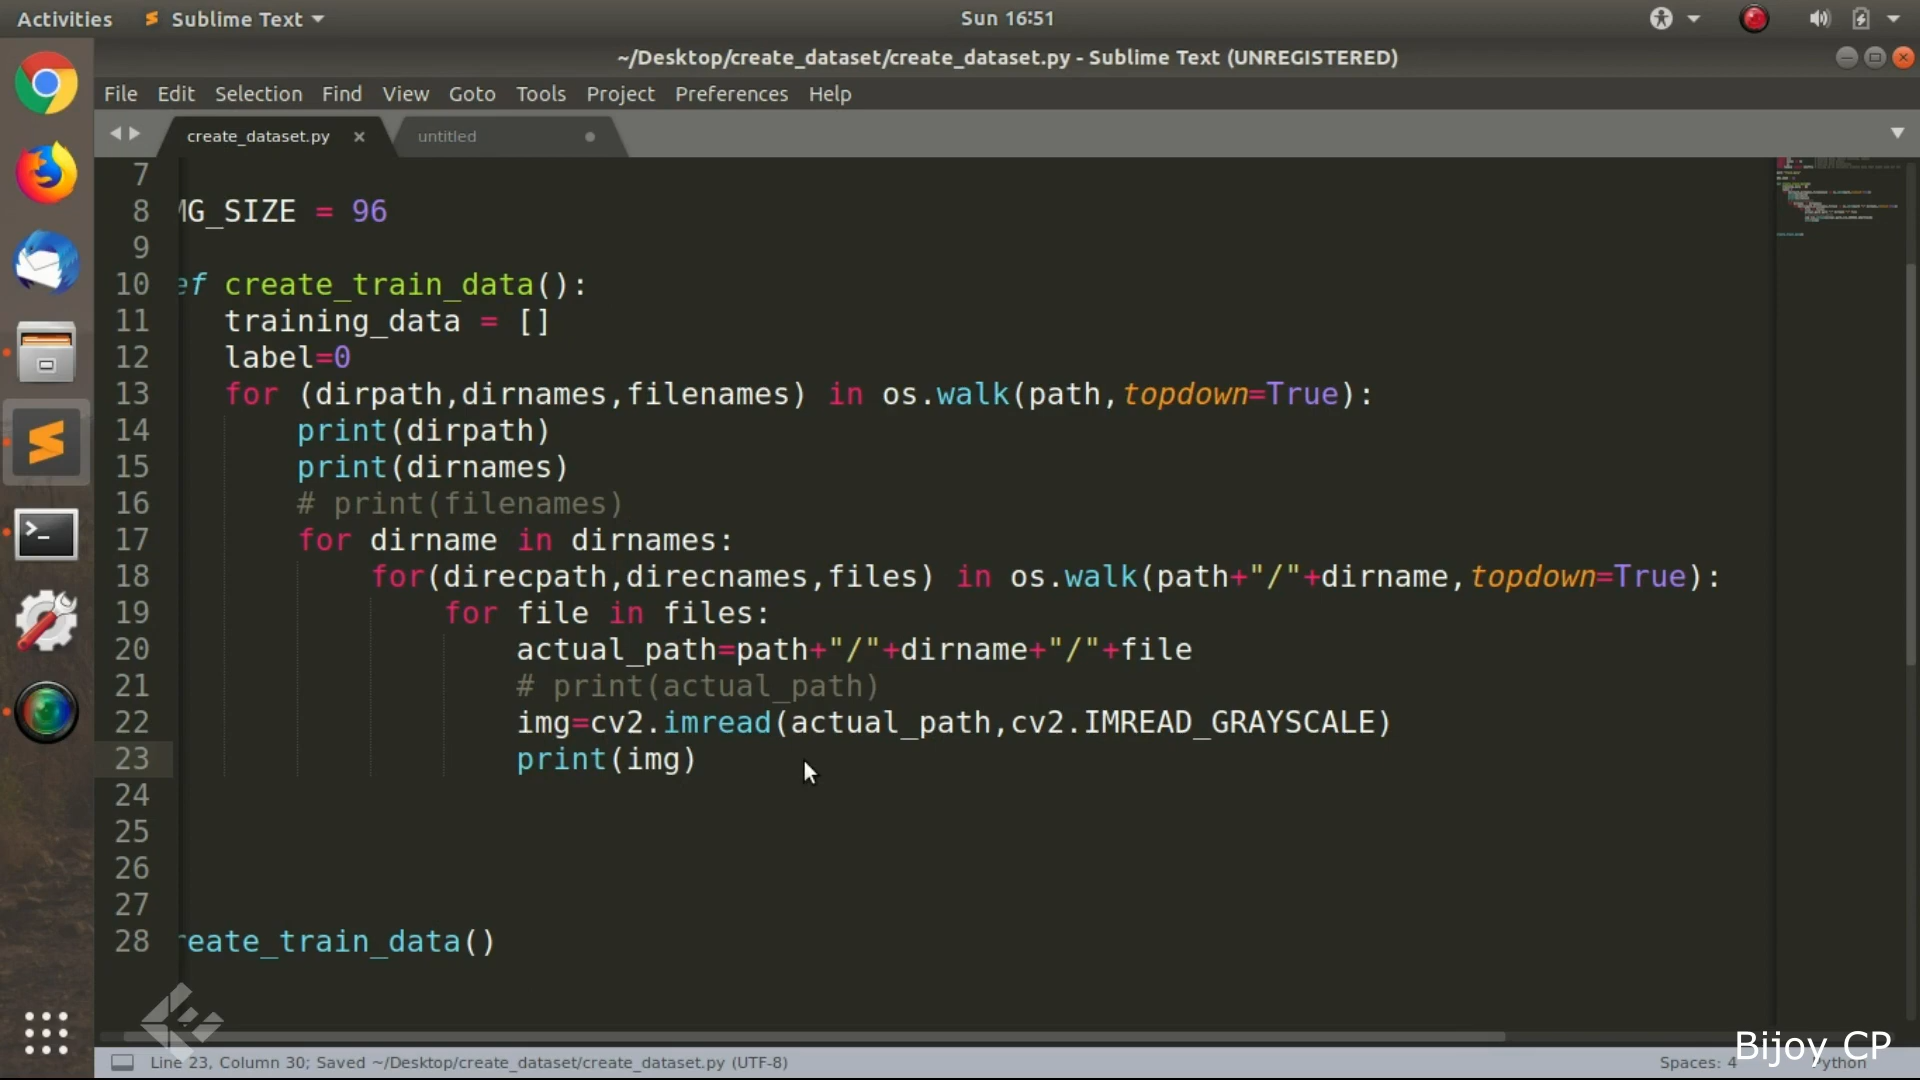 Activities Sublime Text Sun 16:51
~/Desktop/create_dataset/create_dataset.py - Sublime Text (UNREGISTERED)
File Edit Selection Find View Goto Tools Project Preferences Help
create_dataset.py untitled
7
8 MG_SIZE = 96
9
10 ef create_train_data():
11 training_data = []
12 label=0
13 for (dirpath,dirnames,filenames) in os.walk(path,topdown=True):
14 print(dirpath)
15 print(dirnames)
16 # print(filenames)
17 for dirname in dirnames:
18 for(direcpath,direcnames,files) in os.walk(path+"/"+dirname,topdown=True):
19 for file in files:
20 actual_path=path+"/"+dirname+"/"+file
21 # print(actual_path)
22 img=cv2.imread(actual_path,cv2.IMREAD_GRAYSCALE)
23 print(img)
24
25
26
27
28 reate_train_data()
Bijoy CP
Line 23, Column 30; Saved ~/Desktop/create_dataset/create_dataset.py (UTF-8) Spaces: 4 Python